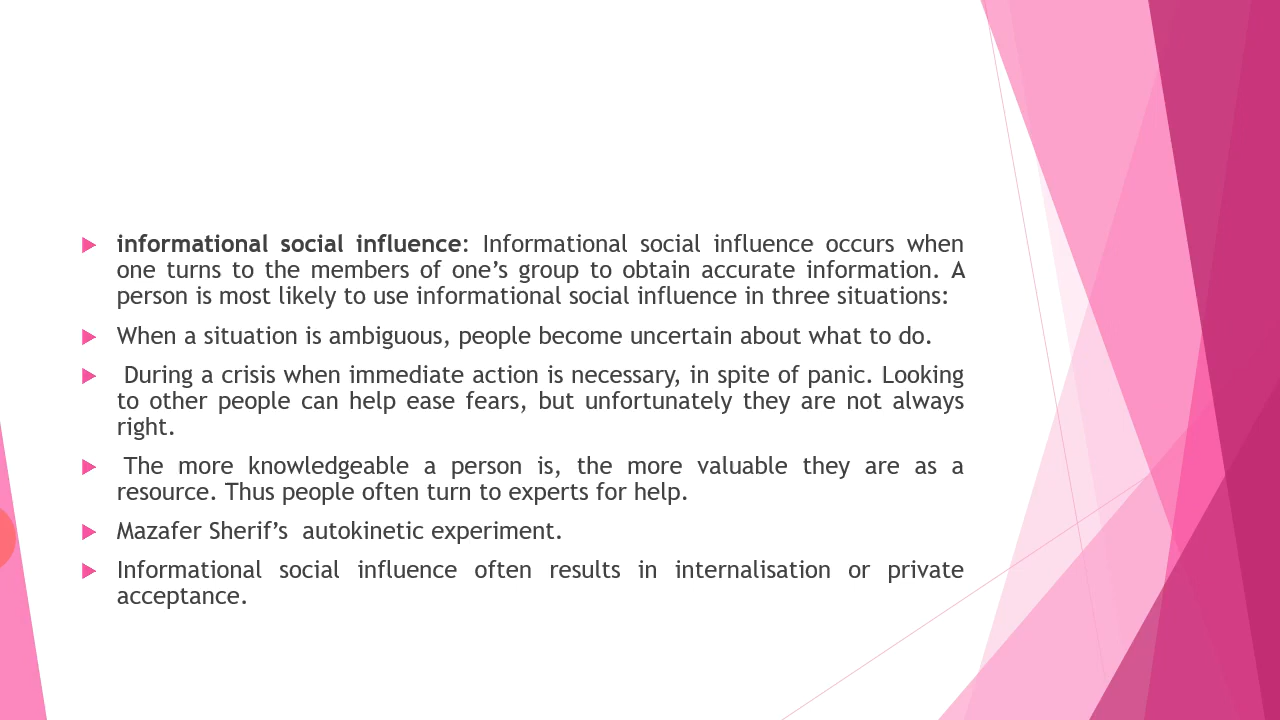 informational social influence: Informational social influence occurs when
one turns to the members of one’s group to obtain accurate information. A
person is most likely to use informational social influence in three situations:
When a situation is ambiguous, people become uncertain about what to do.
During a crisis when immediate action is necessary, in spite of panic. Looking
to other people can help ease fears, but unfortunately they are not always
right.
The more knowledgeable a person is, the more valuable they are as a
resource. Thus people often turn to experts for help.
Mazafer Sherif’s autokinetic experiment.
Informational social influence often results in internalisation or private
acceptance.